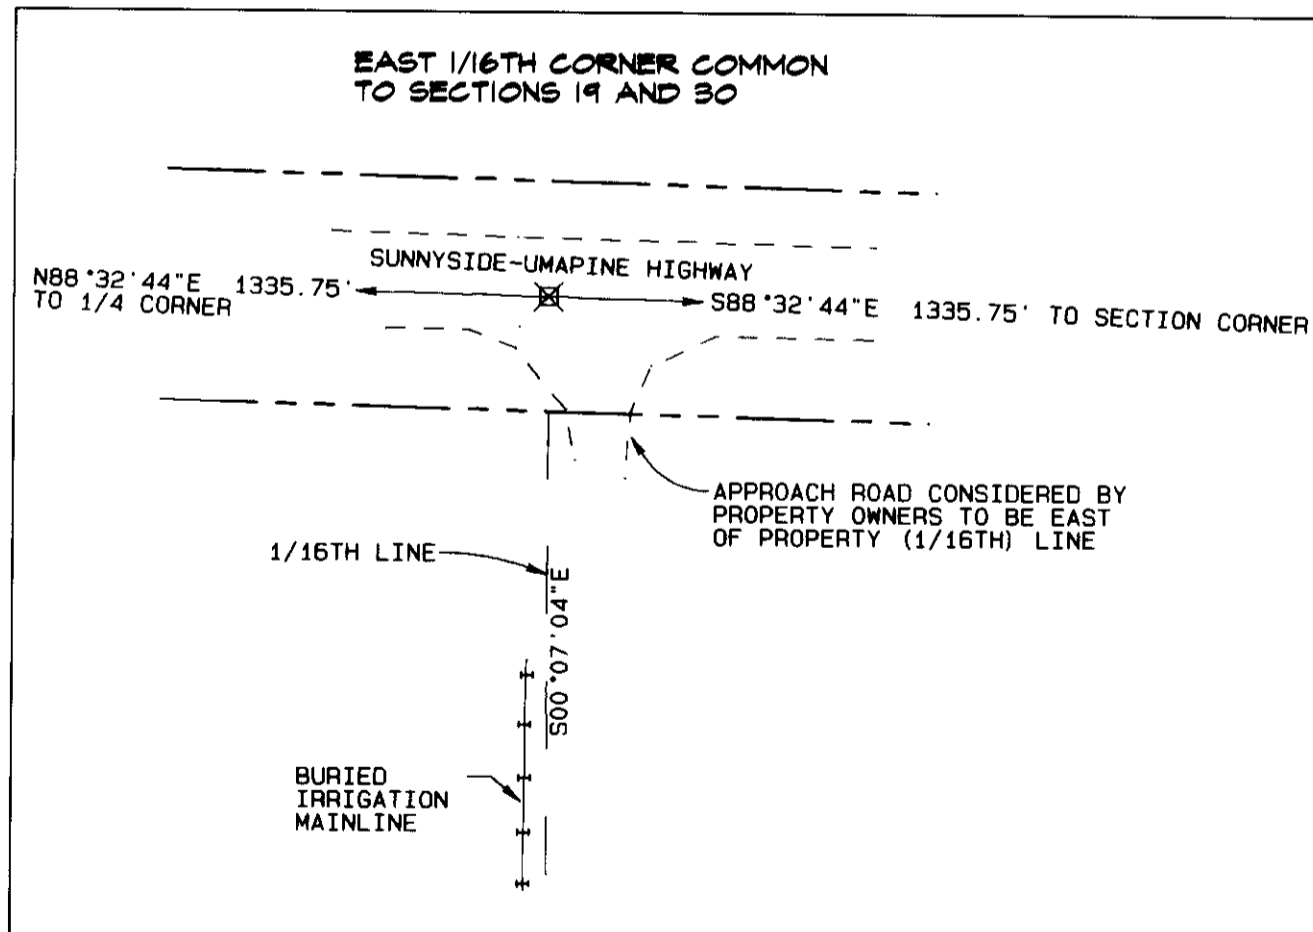 EAST 1/16TH CORNER COMMON
TO SECTIONS 19 AND 30
SUNNYSIDE-UMAPINE HIGHWAY
N88°32'44"E 1335.75'
TO 1/4 CORNER
S88°32'44"E 1335.75' TO SECTION CORNER
APPROACH ROAD CONSIDERED BY
PROPERTY OWNERS TO BE EAST
OF PROPERTY (1/16TH) LINE
1/16TH LINE
S00°07'04"E
BURIED
IRRIGATION
MAINLINE